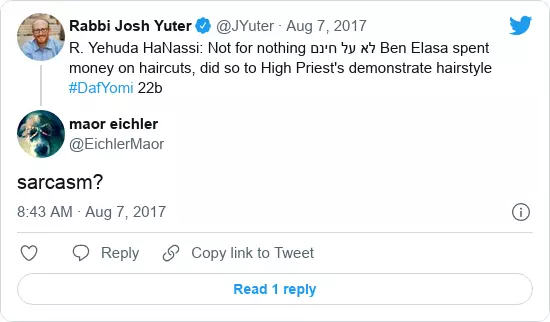 Rabbi Josh Yuter @JYuter · Aug 7, 2017
R. Yehuda HaNassi: Not for nothing לא על חינם Ben Elasa spent
money on haircuts, did so to High Priest's demonstrate hairstyle
#DafYomi 22b
maor eichler
@EichlerMaor
sarcasm?
8:43 AM · Aug 7, 2017
Reply Copy link to Tweet
Read 1 reply